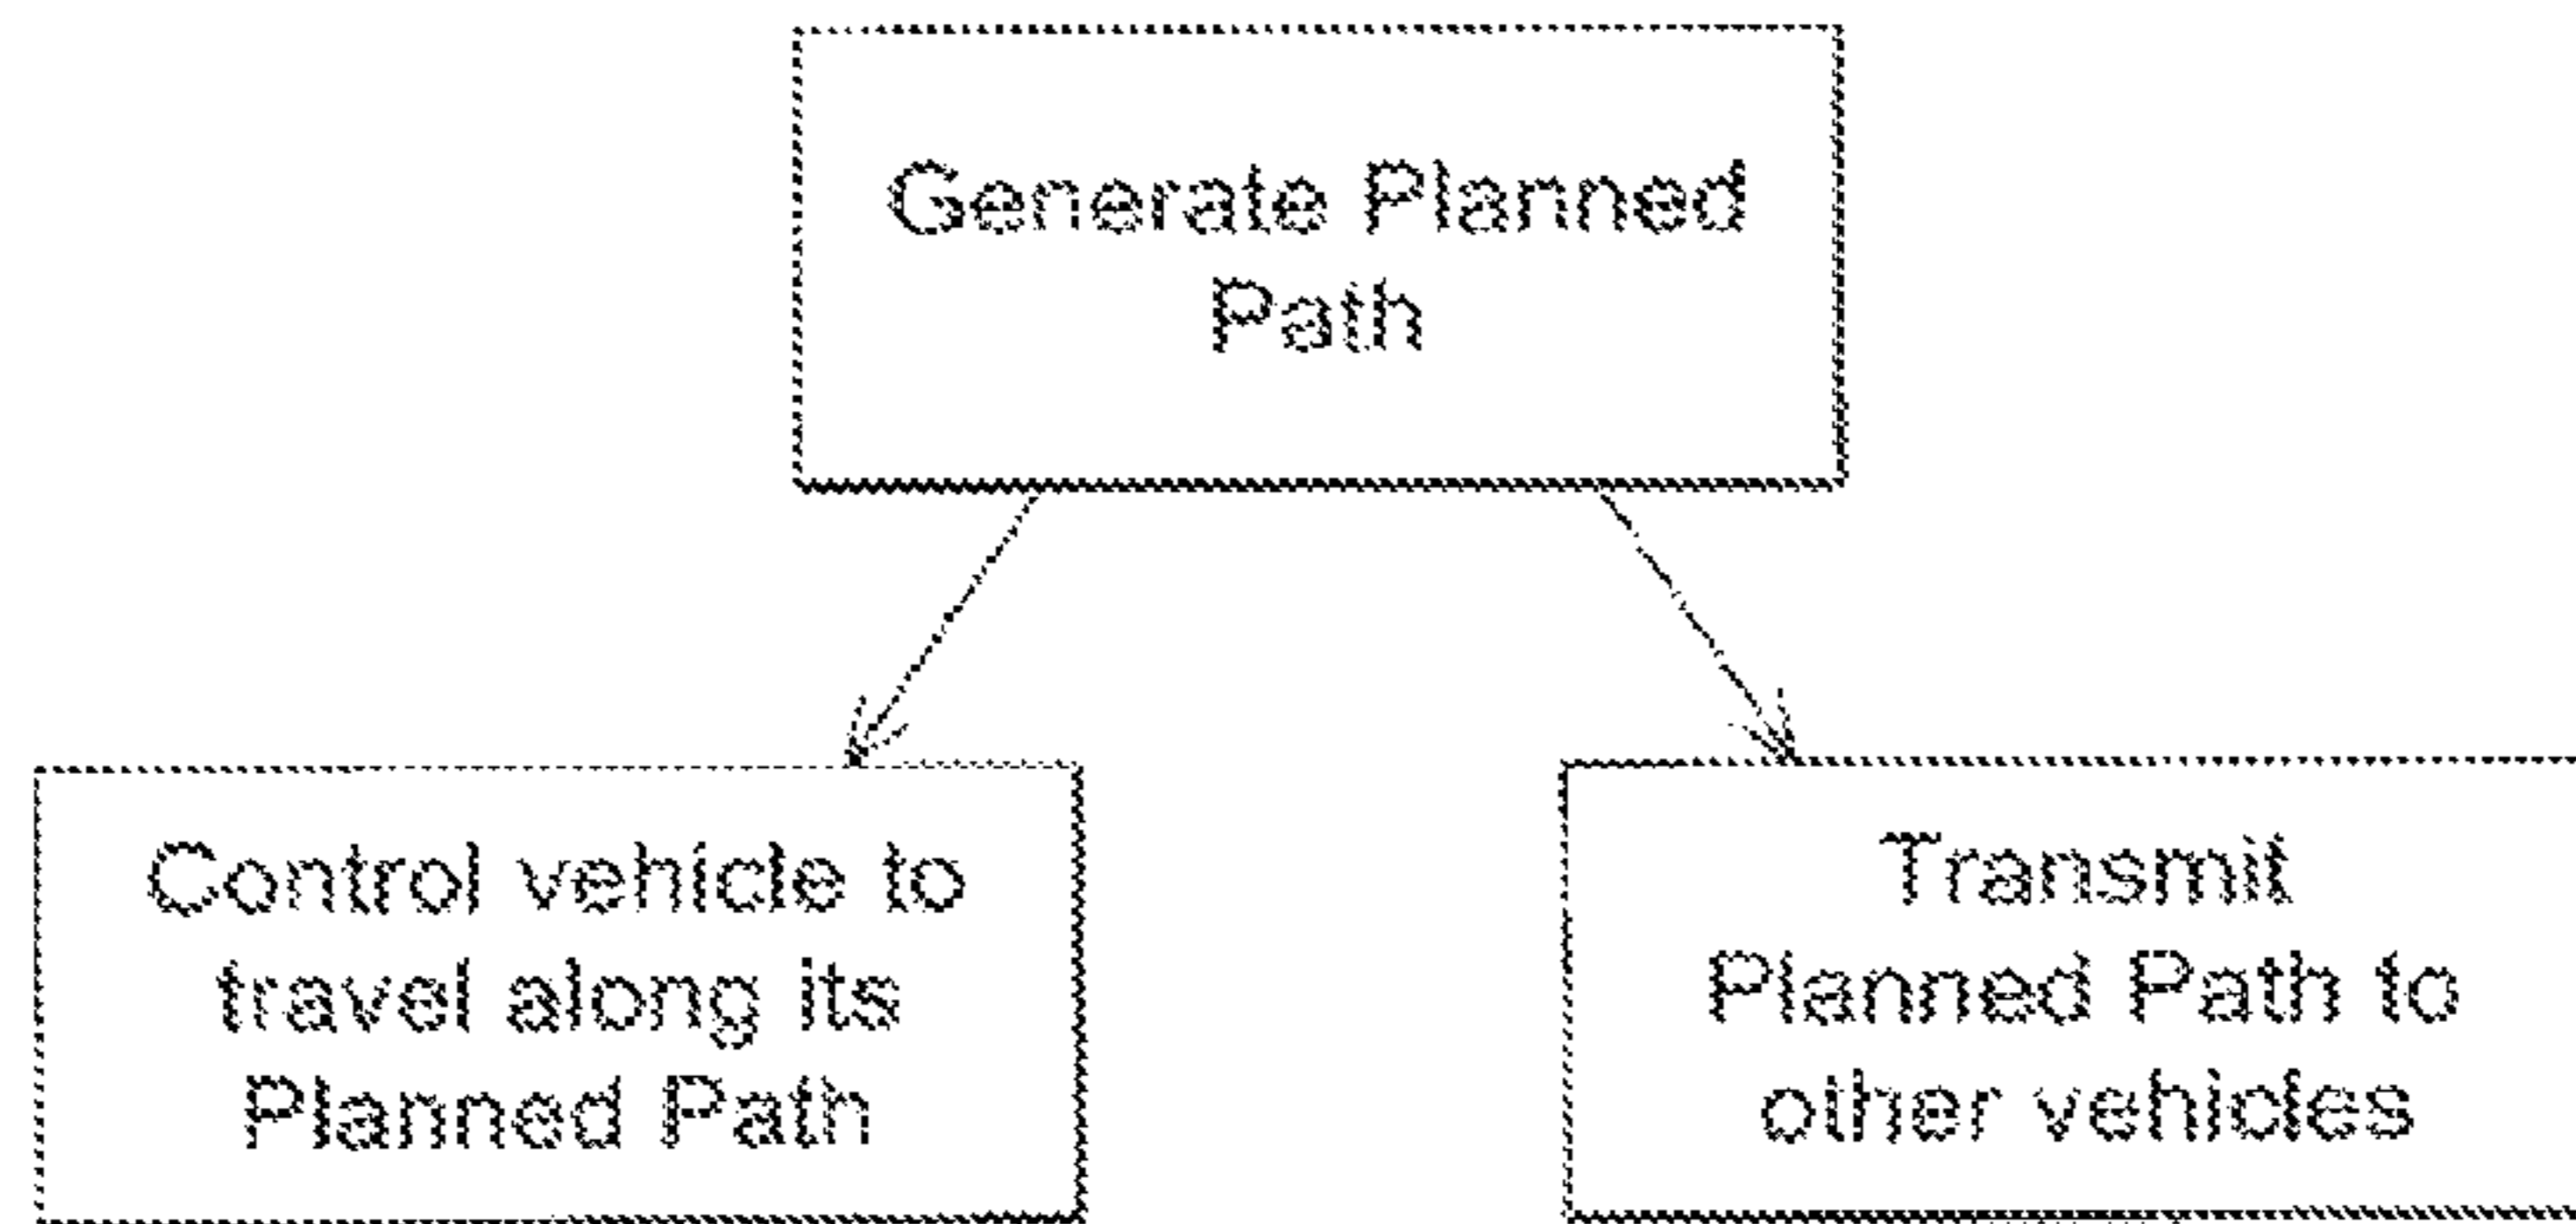 Generate Planned
Path
Control vehicle to
travel along its
Planned Path
Transmit
Planned Path to
other vehicles